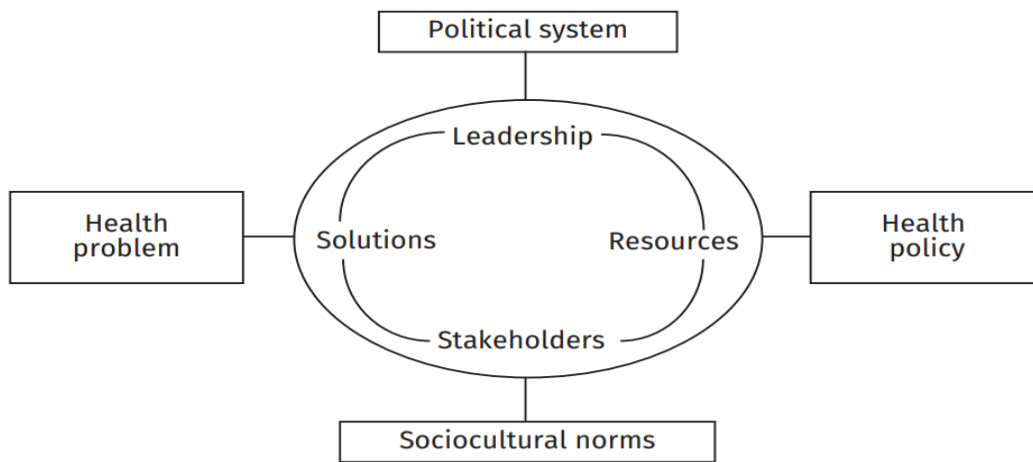 Political system
Leadership
Health
problem
Solutions
Resources
Health
policy
Stakeholders
Sociocultural norms